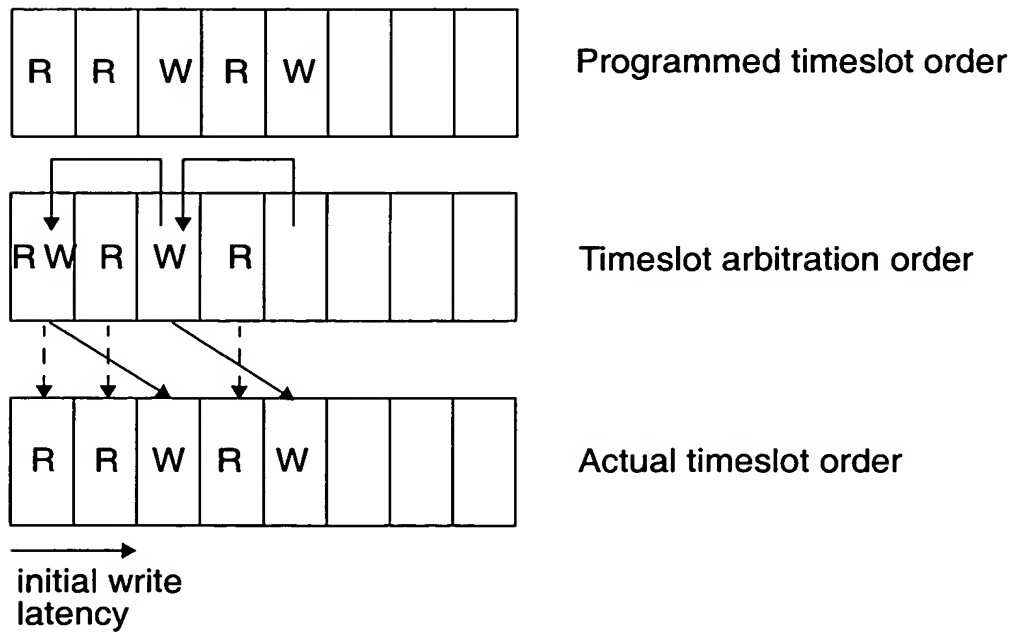 R R W R W Programmed timeslot order
R W R W R Timeslot arbitration order
R R W R W Actual timeslot order
initial write
latency